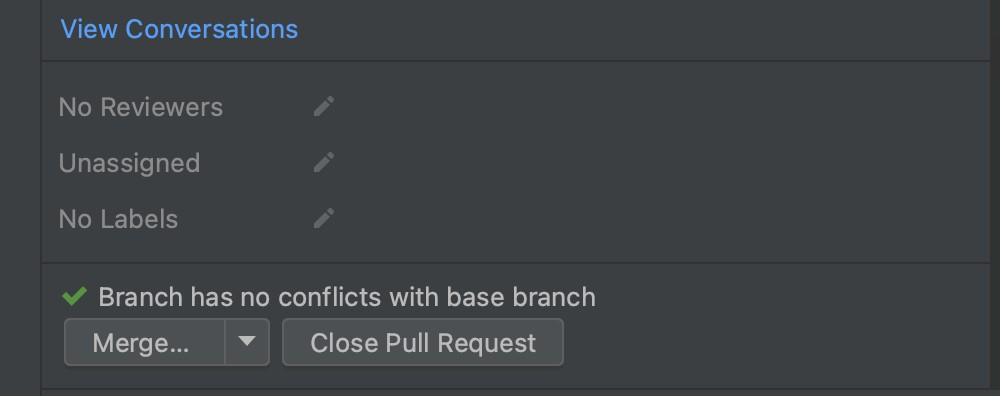 View Conversations
No Reviewers
Unassigned
No Labels
Branch has no conflicts with base branch
Merge...
Close Pull Request